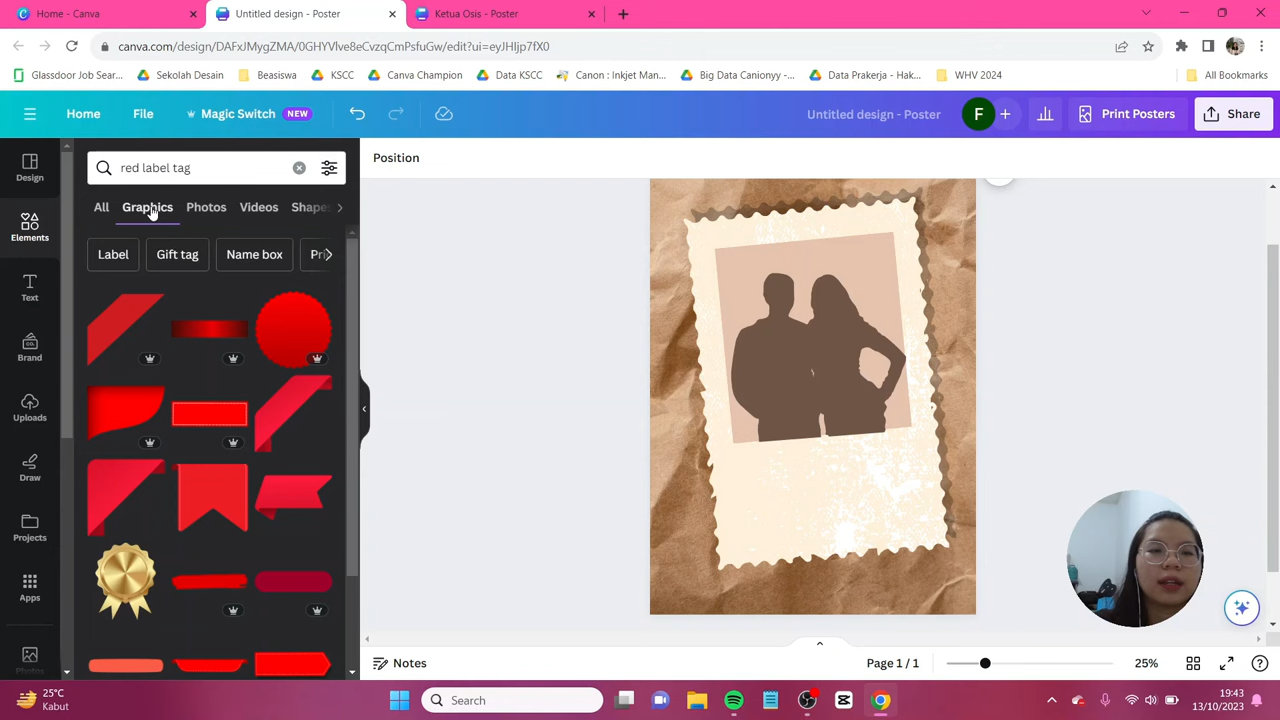 Home - Canva
Untitled design - Poster
Ketua Osis - Poster
canva.com/design/DAFxJMygZMA/0GHYVlve8eCvzqCmPsfuGw/edit?ui=eyJHIjp7fX0
Glassdoor Job Sear...
Sekolah Desain
Beasiswa
KSCC
Canva Champion
Data KSCC
Canon : Inkjet Man...
Big Data Canionyy -...
Data Prakerja - Hak...
WHV 2024
All Bookmarks
Home
File
Magic Switch
NEW
Untitled design - Poster
F
Print Posters
Share
Design
Elements
Text
Brand
Uploads
Draw
Projects
Apps
Photos
red label tag
All
Graphics
Photos
Videos
Shape
Label
Gift tag
Name box
Pri
Position
Notes
Page 1 / 1
25%
25°C
Kabut
Search
19:43
13/10/2023